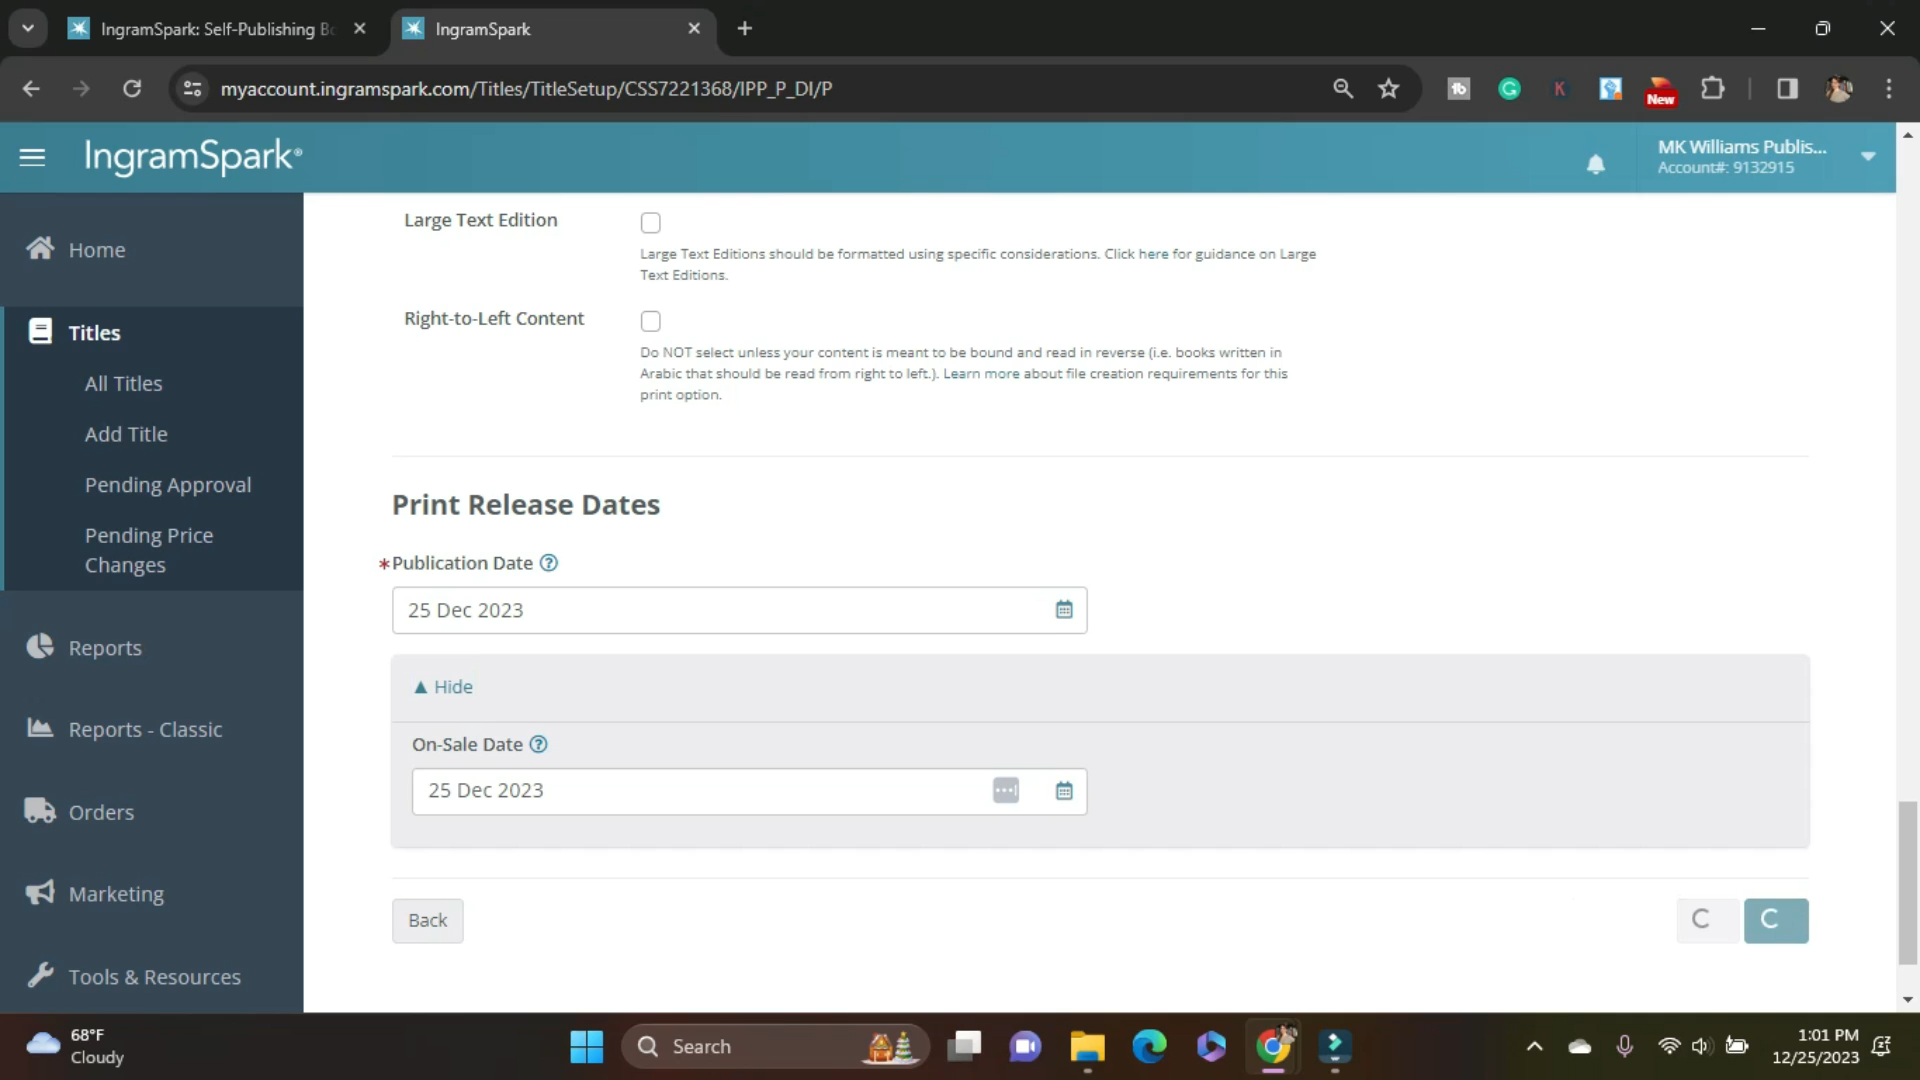 IngramSpark: Self-Publishing Bo
IngramSpark
myaccount.ingramspark.com/Titles/TitleSetup/CSS7221368/IPP_P_DI/P
New
IngramSpark®
MK Williams Publis...
Account#: 9132915
Home
Titles
All Titles
Add Title
Pending Approval
Pending Price
Changes
Reports
Reports - Classic
Orders
Marketing
Tools & Resources
Large Text Edition
Large Text Editions should be formatted using specific considerations. Click here for guidance on Large
Text Editions.
Right-to-Left Content
Do NOT select unless your content is meant to be bound and read in reverse (i.e. books written in
Arabic that should be read from right to left.). Learn more about file creation requirements for this
print option.
Print Release Dates
*Publication Date ?
25 Dec 2023
▲ Hide
On-Sale Date ?
25 Dec 2023
Back
68°F
Cloudy
Search
1:01 PM
12/25/2023